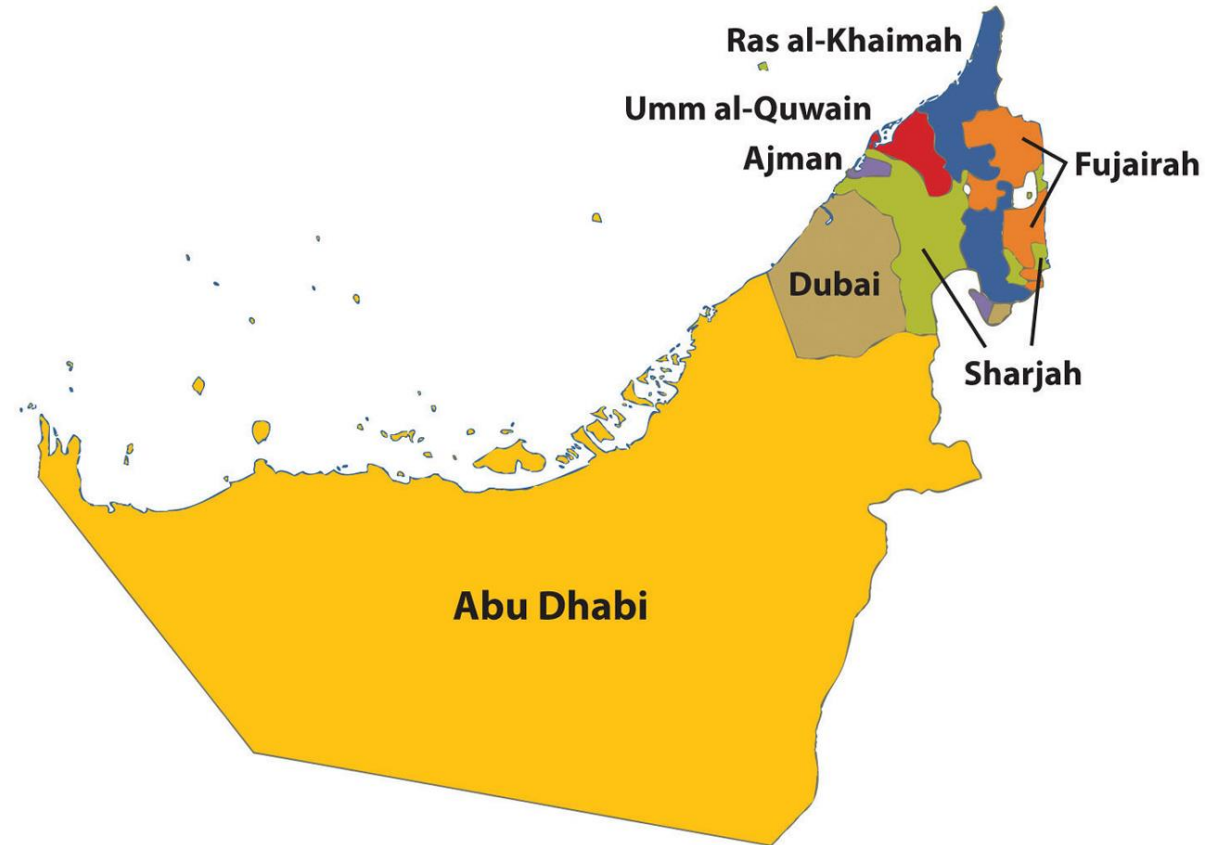 Ras al-Khaimah
Umm al-Quwain
Ajman
Fujairah
Dubai
Sharjah
Abu Dhabi